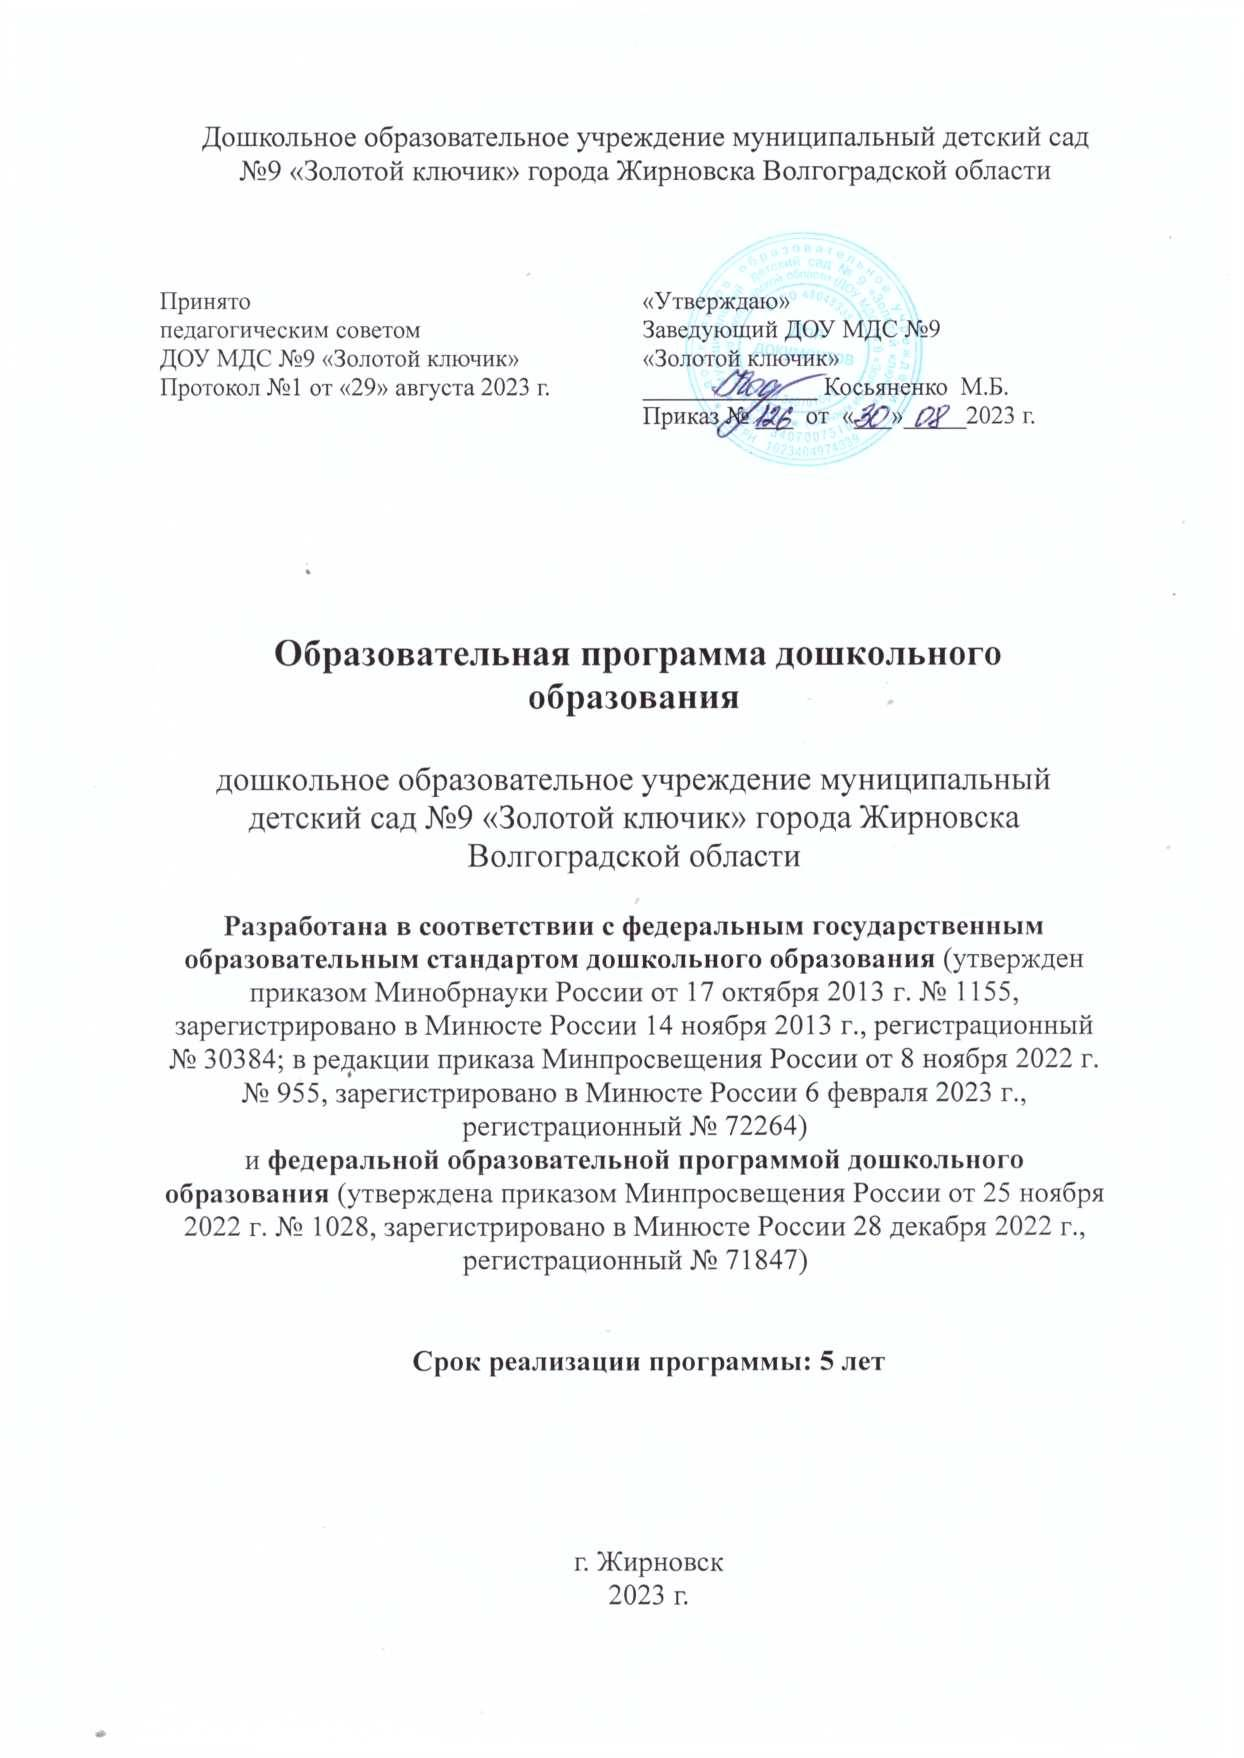 Дошкольное образовательное учреждение муниципальный детский сад
№9 «Золотой ключик» города Жирновска Волгоградской области
Принято
педагогическим советом
ДОУ МДС №9 «Золотой ключик»
Протокол №1 от «29» августа 2023 г.
«Утверждаю»
Заведующий ДОУ МДС №9
«Золотой ключик»
Косьяненко М.Б.
Приказ № 126 от «30» 08 2023 г.
документов
Образовательная программа дошкольного
образования
дошкольное образовательное учреждение муниципальный
детский сад №9 «Золотой ключик» города Жирновска
Волгоградской области
Разработана в соответствии с федеральным государственным
образовательным стандартом дошкольного образования (утвержден
приказом Минобрнауки России от 17 октября 2013 г. № 1155,
зарегистрировано в Минюсте России 14 ноября 2013 г., регистрационный
№ 30384; в редакции приказа Минпросвещения России от 8 ноября 2022 г.
№ 955, зарегистрировано в Минюсте России 6 февраля 2023 г.,
регистрационный № 72264)
и федеральной образовательной программой дошкольного
образования (утверждена приказом Минпросвещения России от 25 ноября
2022 г. № 1028, зарегистрировано в Минюсте России 28 декабря 2022 г.,
регистрационный № 71847)
Срок реализации программы: 5 лет
г. Жирновск
2023 г.